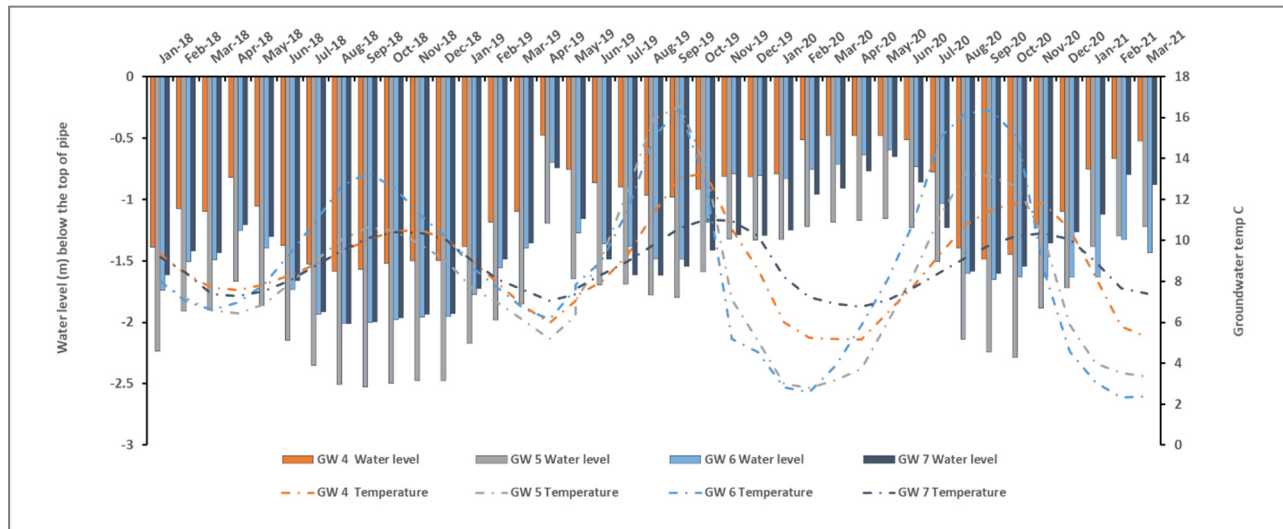 Jan-18
Feb-18
Mar-18
Apr-18
May-18
Jun-18
Jul-18
Aug-18
Sep-18
Oct-18
Nov-18
Dec-18
Jan-19
Feb-19
Mar-19
Apr-19
May-19
Jun-19
Jul-19
Aug-19
Sep-19
Oct-19
Nov-19
Dec-19
Jan-20
Feb-20
Mar-20
Apr-20
May-20
Jun-20
Jul-20
Aug-20
Sep-20
Oct-20
Nov-20
Dec-20
Jan-21
Feb-21
Mar-21
Water level (m) below the top of pipe
0
-0.5
-1
-1.5
-2
-2.5
-3
18
16
14
12
10
8
6
4
2
0
Groundwater temp C
GW 4 Water level
GW 5 Water level
GW 6 Water level
GW 7 Water level
GW 4 Temperature
GW 5 Temperature
GW 6 Temperature
GW 7 Temperature